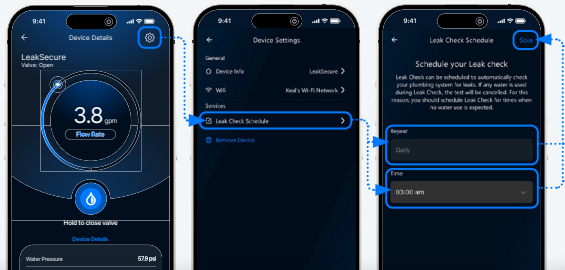 9:41
Device Details
LeakSecure
Valve: Open
3.8 gpm
Flow Rate
Hold to close valve
Device Details
Water Pressure 57.9 psi
9:41
Device Settings
General
Device Info LeakSecure
Wifi Keal's Wi-Fi Network
Services
Leak Check Schedule
Remove Device
9:41
Leak Check Schedule Save
Schedule your Leak check
Leak Check can be scheduled to automatically check
your plumbing system for leaks. If any water is used
during Leak Check, the test will be cancelled. For this
reason, you should schedule Leak Check for times when
no water use is expected.
Repeat
Daily
Time
03:00 am